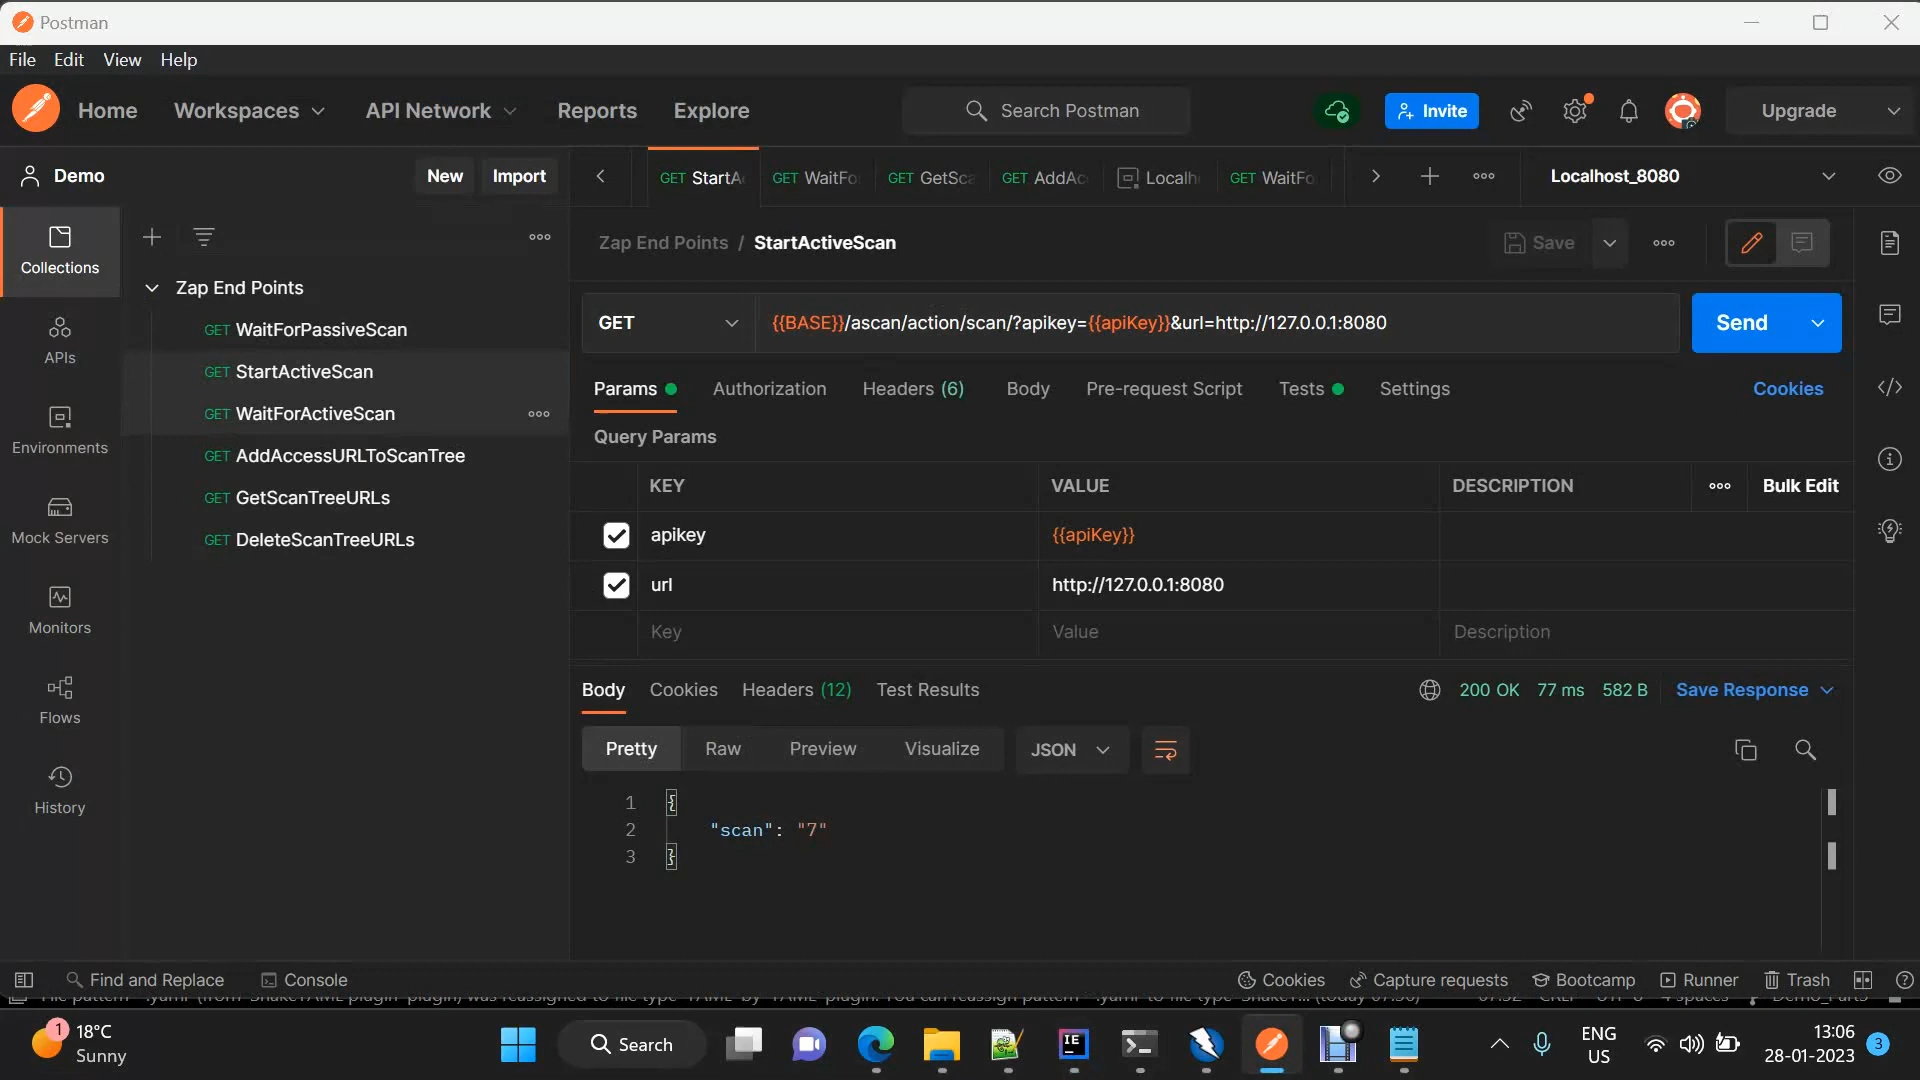 Postman
File Edit View Help
Home Workspaces API Network Reports Explore Search Postman Invite Upgrade
Demo New Import GET StartA GET WaitFo GET GetSca GET AddAc Localh GET WaitFo Localhost_8080
Collections
Zap End Points / StartActiveScan Save
Zap End Points
GET WaitForPassiveScan
GET StartActiveScan
GET WaitForActiveScan
GET AddAccessURLToScanTree
GET GetScanTreeURLs
GET DeleteScanTreeURLs
APIs
Environments
Mock Servers
Monitors
Flows
History
GET {{BASE}}/ascan/action/scan/?apikey={{apiKey}}&url=http://127.0.0.1:8080 Send
Params Authorization Headers (6) Body Pre-request Script Tests Settings Cookies
Query Params
KEY VALUE DESCRIPTION Bulk Edit
apikey {{apiKey}}
url http://127.0.0.1:8080
Key Value Description
Body Cookies Headers (12) Test Results 200 OK 77 ms 582 B Save Response
Pretty Raw Preview Visualize JSON
1 {
2 "scan": "7"
3 }
Find and Replace Console Cookies Capture requests Bootcamp Runner Trash
1 18°C
Sunny
Search
ENG
US
13:06
28-01-2023
3